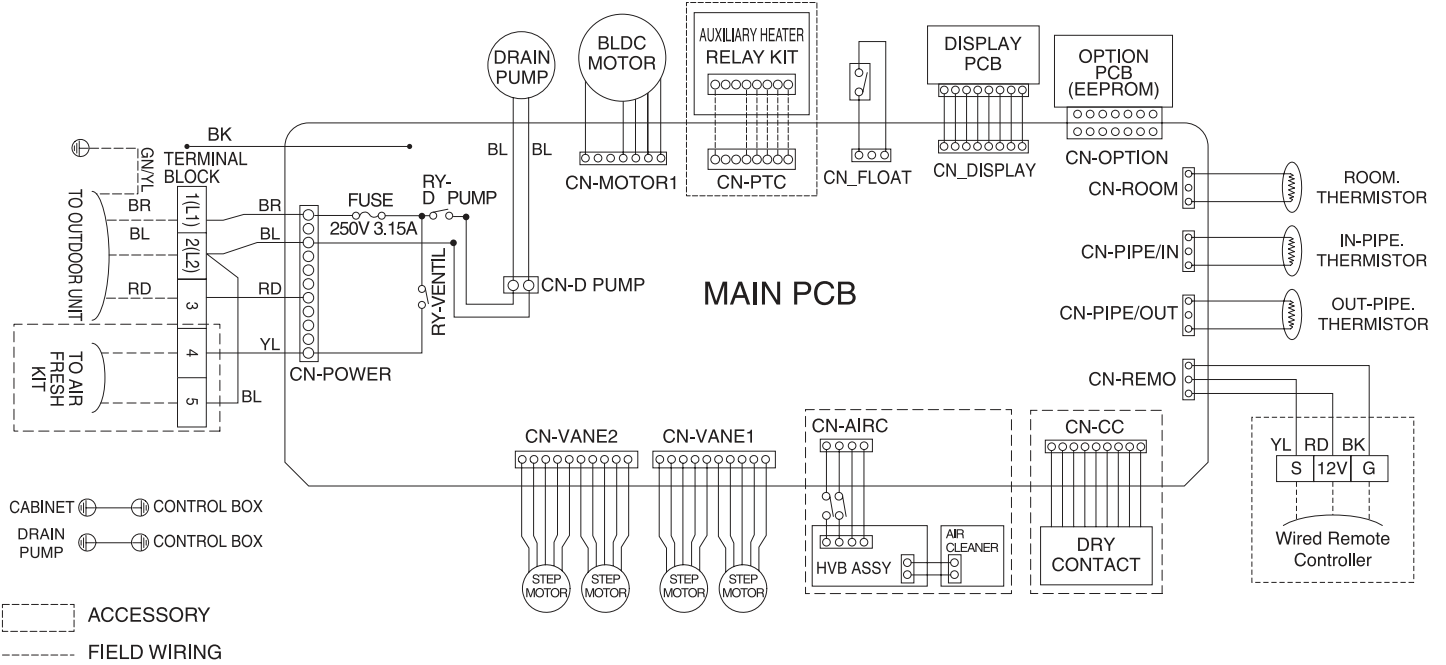 DRAIN
PUMP
BLDC
MOTOR
AUXILIARY HEATER
RELAY KIT
DISPLAY
PCB
OPTION
PCB
(EEPROM)
BL
BL
CN-MOTOR1
CN-PTC
CN_FLOAT
CN_DISPLAY
CN-OPTION
BK
GN/YL
TERMINAL
BLOCK
TO OUTDOOR UNIT
BR
BL
RD
1(L1)
2(L2)
3
4
5
BR
BL
RD
YL
BL
TO AIR
FRESH
KIT
CN-POWER
FUSE
250V 3.15A
RY-
D PUMP
RY-VENTIL
CN-D PUMP
MAIN PCB
CN-ROOM
ROOM.
THERMISTOR
CN-PIPE/IN
IN-PIPE.
THERMISTOR
CN-PIPE/OUT
OUT-PIPE.
THERMISTOR
CN-REMO
YL RD BK
S 12V G
Wired Remote
Controller
CN-VANE2
CN-VANE1
STEP
MOTOR
STEP
MOTOR
STEP
MOTOR
STEP
MOTOR
CN-AIRC
HVB ASSY
AIR
CLEANER
CN-CC
DRY
CONTACT
CABINET
CONTROL BOX
DRAIN
PUMP
CONTROL BOX
ACCESSORY
FIELD WIRING